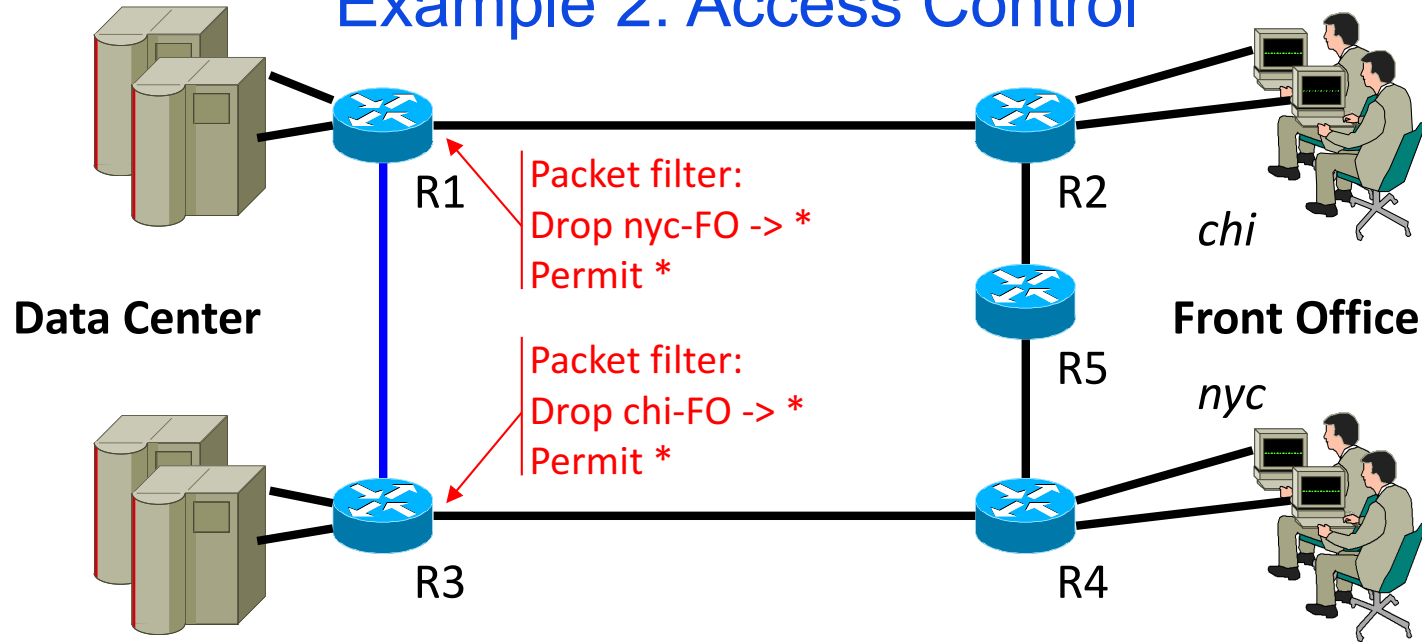 Example 2: Access Control
R1
R2
Packet filter:
Drop nyc-FO -> *
Permit *
chi
Data Center
Front Office
Packet filter:
Drop chi-FO -> *
Permit *
R5
nyc
R3
R4